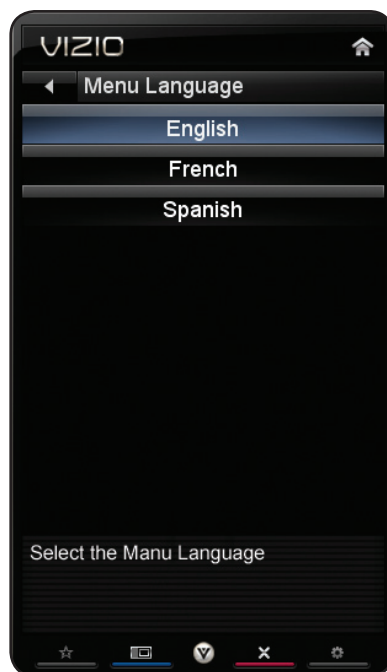 VIZIO
Menu Language
English
French
Spanish
Select the Manu Language
V